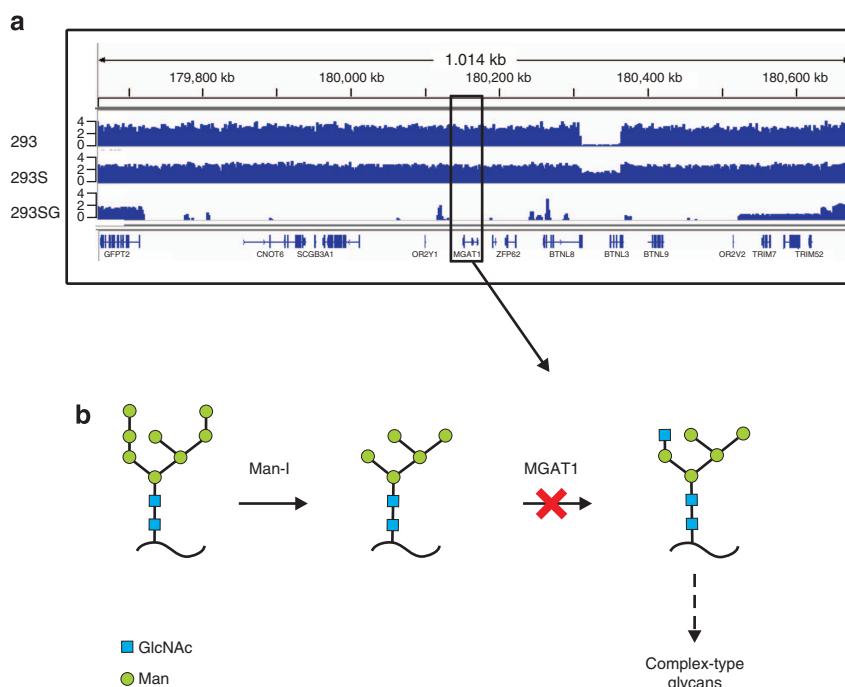 a
1.014 kb
179,800 kb 180,000 kb 180,200 kb 180,400 kb 180,600 kb
4
2
0
293
4
2
0
293S
4
2
0
293SG
GFPT2 CNOT6 SCGB3A1 OR2Y1 MGAT1 ZFP62 BTNL8 BTNL3 BTNL9 OR2V2 TRIM7 TRIM52
b
Man-I
MGAT1
GlcNAc
Man
Complex-type
glycans